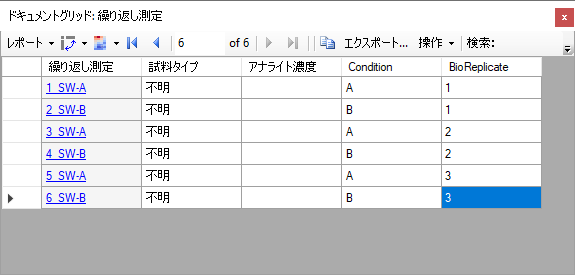 ドキュメントグリッド: 繰り返し測定
レポート 6 of 6 エクスポート... 操作 検索:
繰り返し測定 試料タイプ アナライト濃度 Condition BioReplicate
1_SW-A 不明 A 1
2_SW-B 不明 B 1
3_SW-A 不明 A 2
4_SW-B 不明 B 2
5_SW-A 不明 A 3
6_SW-B 不明 B 3